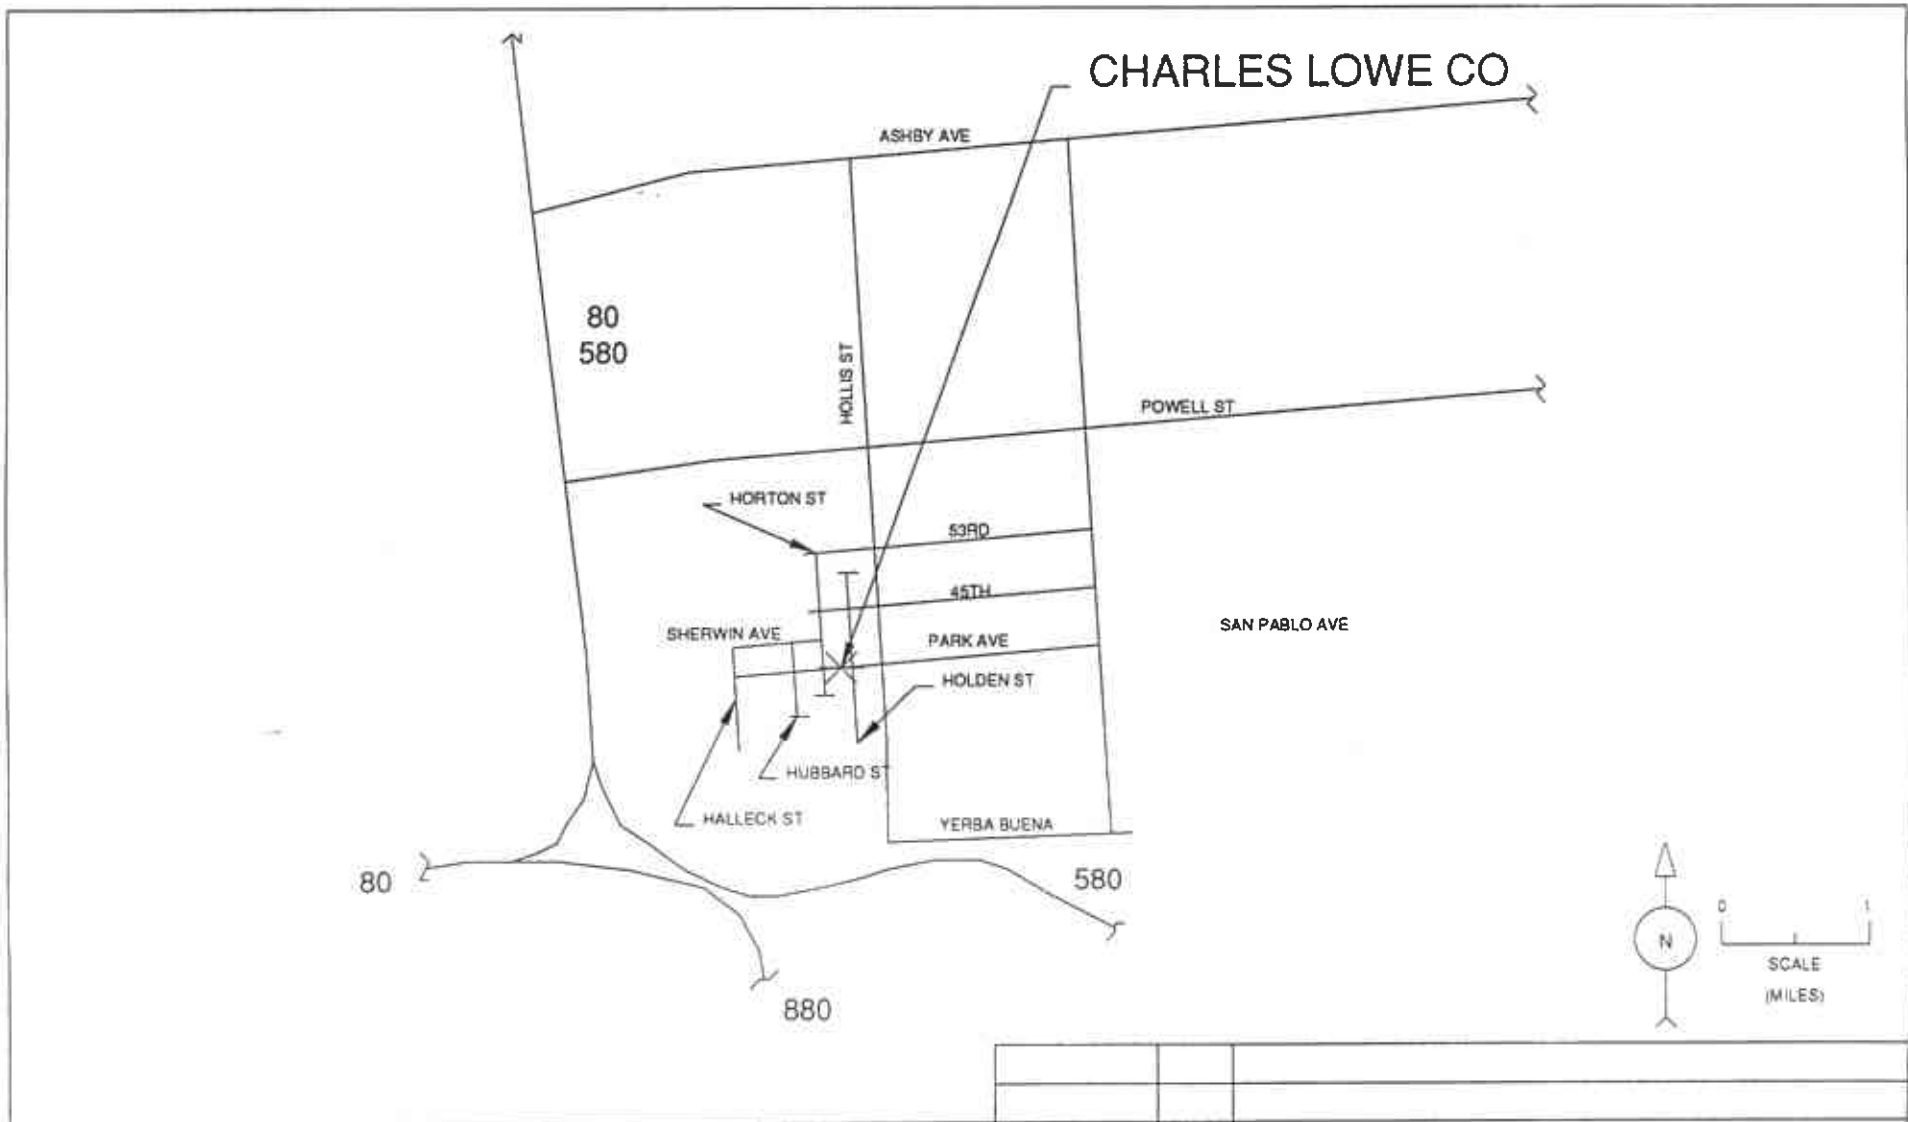 CHARLES LOWE CO
ASHBY AVE
80
580
HOLLIS ST
POWELL ST
HORTON ST
53RD
45TH
SHERWIN AVE
PARK AVE
SAN PABLO AVE
HOLDEN ST
HUBBARD ST
HALLECK ST
YERBA BUENA
80
580
880
N
0 1
SCALE
(MILES)